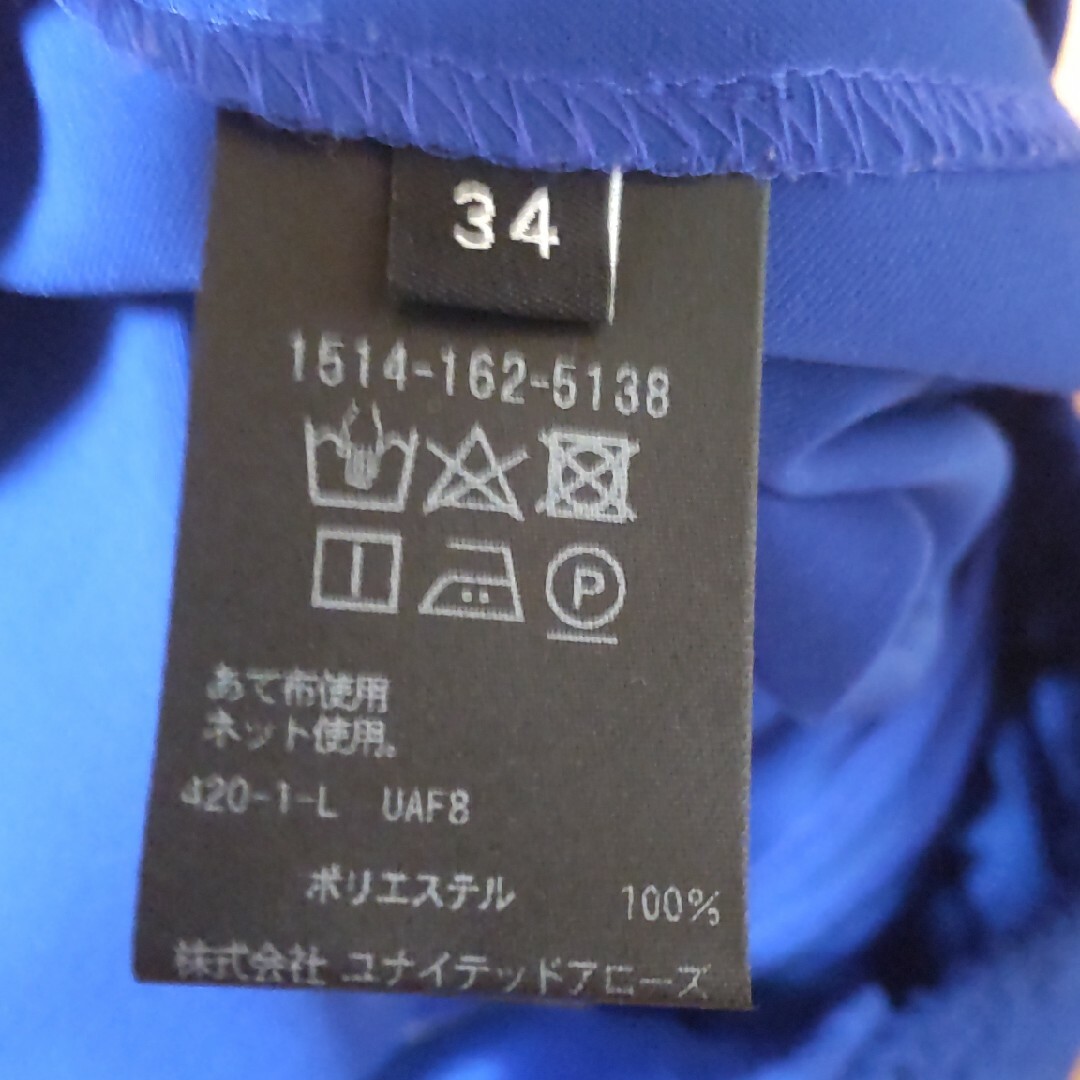 34
1514-162-5138
P
あて布使用
ネット使用。
420-1-L UAF8
ポリエステル 100%
株式会社 ユナイテッドアローズ